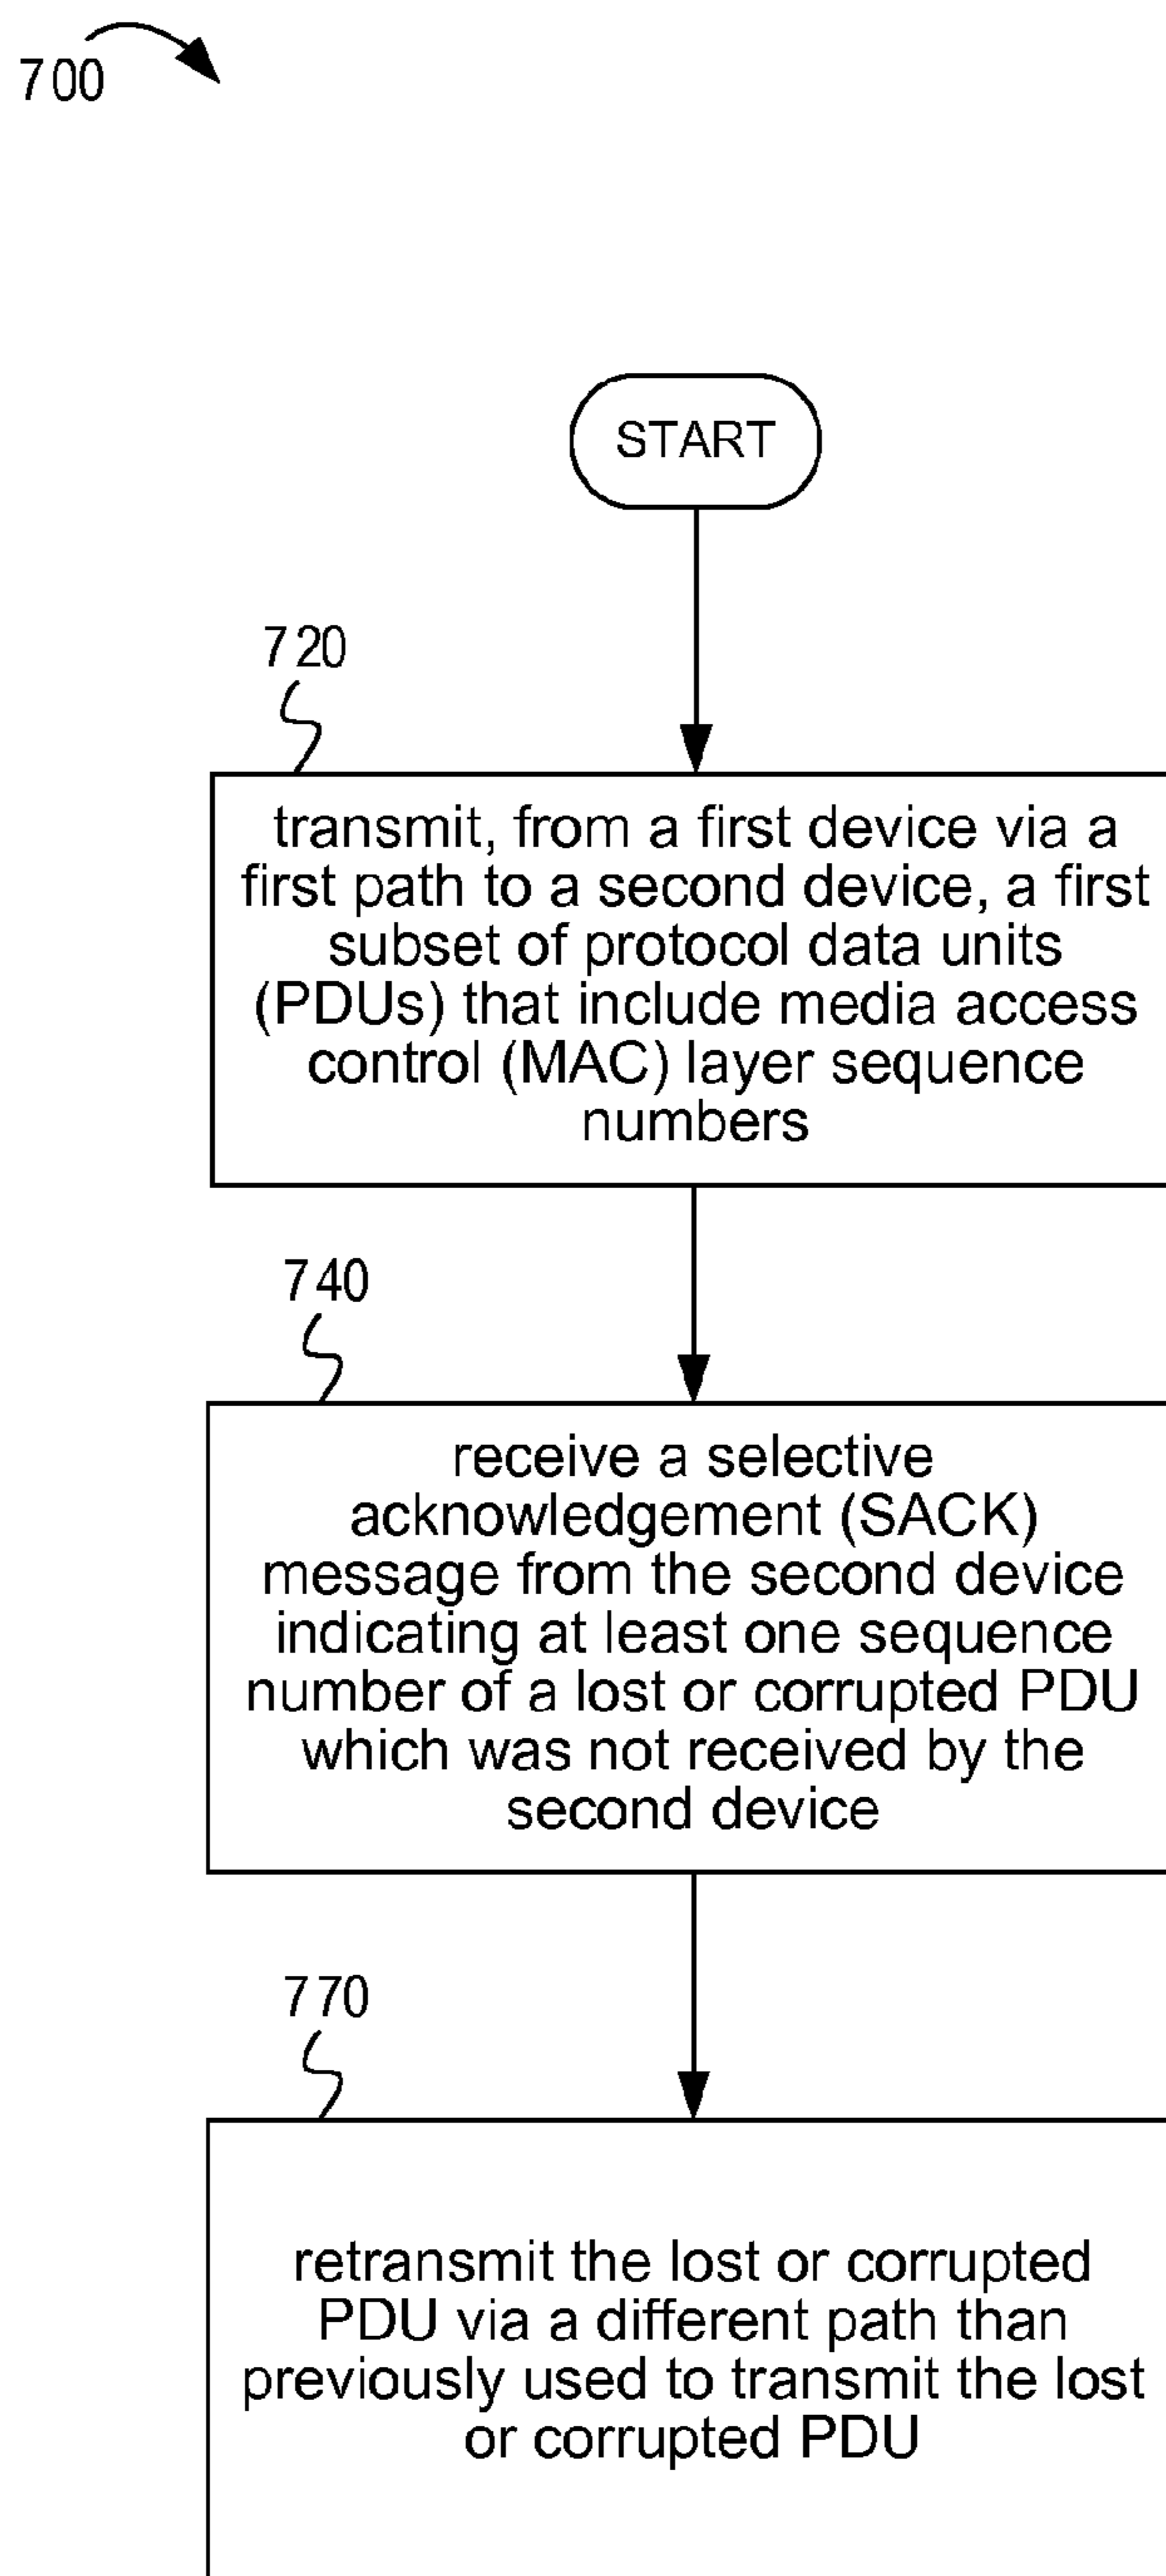 700
START
720
transmit, from a first device via a
first path to a second device, a first
subset of protocol data units
(PDUs) that include media access
control (MAC) layer sequence
numbers
740
receive a selective
acknowledgement (SACK)
message from the second device
indicating at least one sequence
number of a lost or corrupted PDU
which was not received by the
second device
770
retransmit the lost or corrupted
PDU via a different path than
previously used to transmit the lost
or corrupted PDU